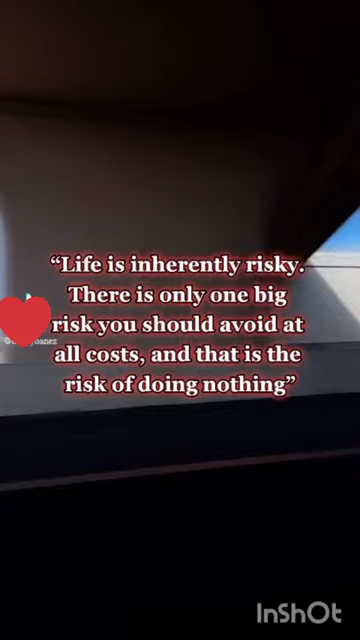 “Life is inherently risky.
There is only one big
risk you should avoid at
all costs, and that is the
risk of doing nothing”
InShOt